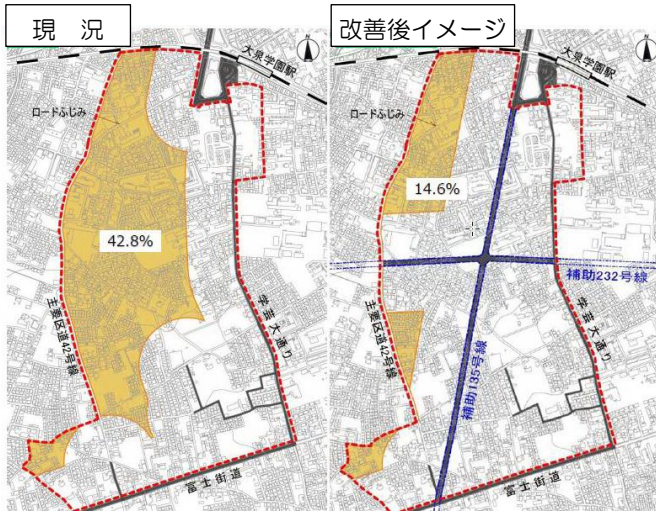 現 況
N
大泉学園駅
ロードふじみ
42.8%
主要区道42号線
学芸大通り
富士街道
改善後イメージ
N
大泉学園駅
ロードふじみ
14.6%
補助232号線
主要区道42号線
学芸大通り
補助135号線
富士街道